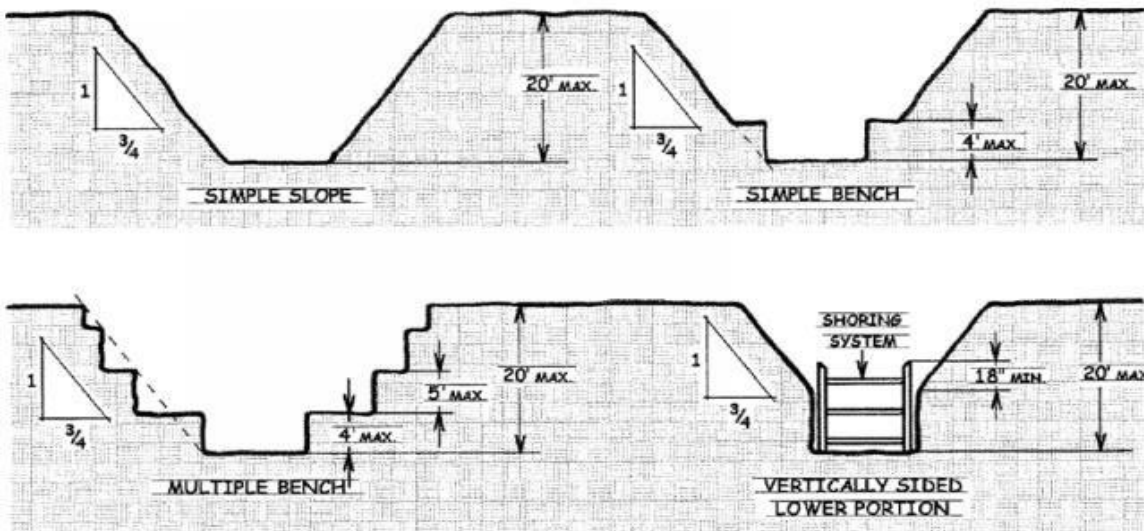 1
3/4
20' MAX.
SIMPLE SLOPE
1
3/4
4' MAX.
20' MAX.
SIMPLE BENCH
1
3/4
5' MAX.
4' MAX.
20' MAX.
MULTIPLE BENCH
1
3/4
SHORING
SYSTEM
18" MIN.
20' MAX.
VERTICALLY SIDED
LOWER PORTION